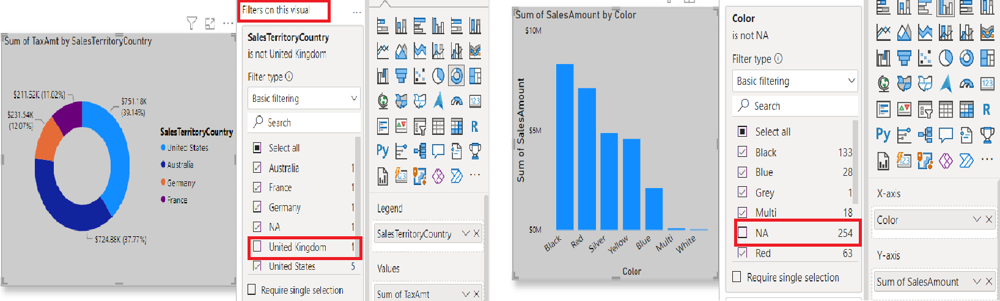 Filters on this visual
...
Sum of TaxAmt by SalesTerritoryCountry
$211.52K (11.02%)
$231.54K
(12.07%)
$751.18K
(39.14%)
$724.88K (37.77%)
SalesTerritoryCountry
United States
Australia
Germany
France
SalesTerritoryCountry
is not United Kingdom
Filter type
Basic filtering
Search
Select all
Australia 1
France 1
Germany 1
NA 1
United Kingdom 1
United States 5
Require single selection
123
R
Py
123
...
Legend
SalesTerritoryCountry
Values
Sum of TaxAmt
Sum of SalesAmount by Color
$10M
$5M
$0M
Sum of SalesAmount
Black
Red
Silver
Yellow
Blue
Multi
White
Color
Color
is not NA
Filter type
Basic filtering
Search
Select all
Black 133
Blue 28
Grey 1
Multi 18
NA 254
Red 63
Require single selection
123
R
Py
123
...
X-axis
Color
Y-axis
Sum of SalesAmount